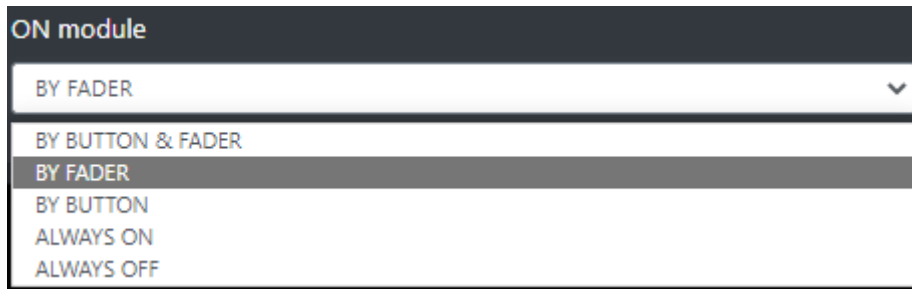 ON module
BY FADER
BY BUTTON & FADER
BY FADER
BY BUTTON
ALWAYS ON
ALWAYS OFF